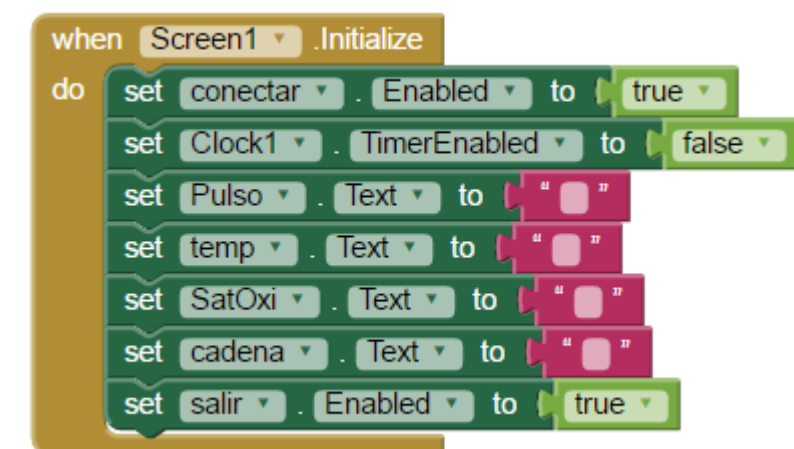 when Screen1 .Initialize
do set conectar . Enabled to true
set Clock1 . TimerEnabled to false
set Pulso . Text to “ ”
set temp . Text to “ ”
set SatOxi . Text to “ ”
set cadena . Text to “ ”
set salir . Enabled to true